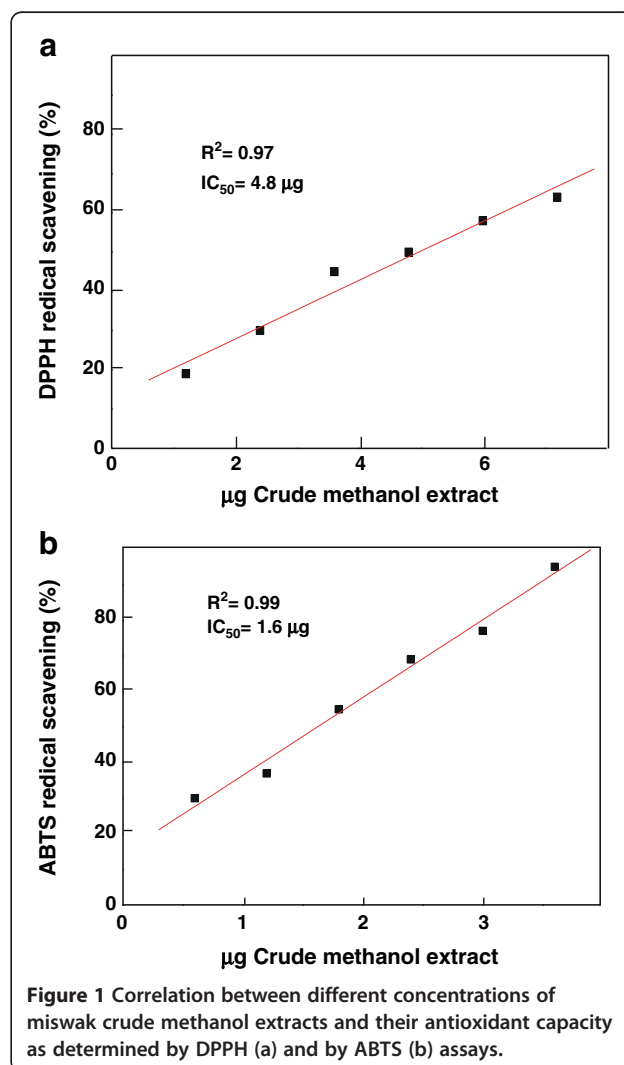 a
DPPH redical scavening (%)
80
60
40
20
0
R²= 0.97
IC₅₀= 4.8 µg
0 2 4 6
µg Crude methanol extract
b
ABTS redical scavening (%)
80
60
40
20
0
R²= 0.99
IC₅₀= 1.6 µg
0 1 2 3
µg Crude methanol extract
Figure 1 Correlation between different concentrations of
miswak crude methanol extracts and their antioxidant capacity
as determined by DPPH (a) and by ABTS (b) assays.